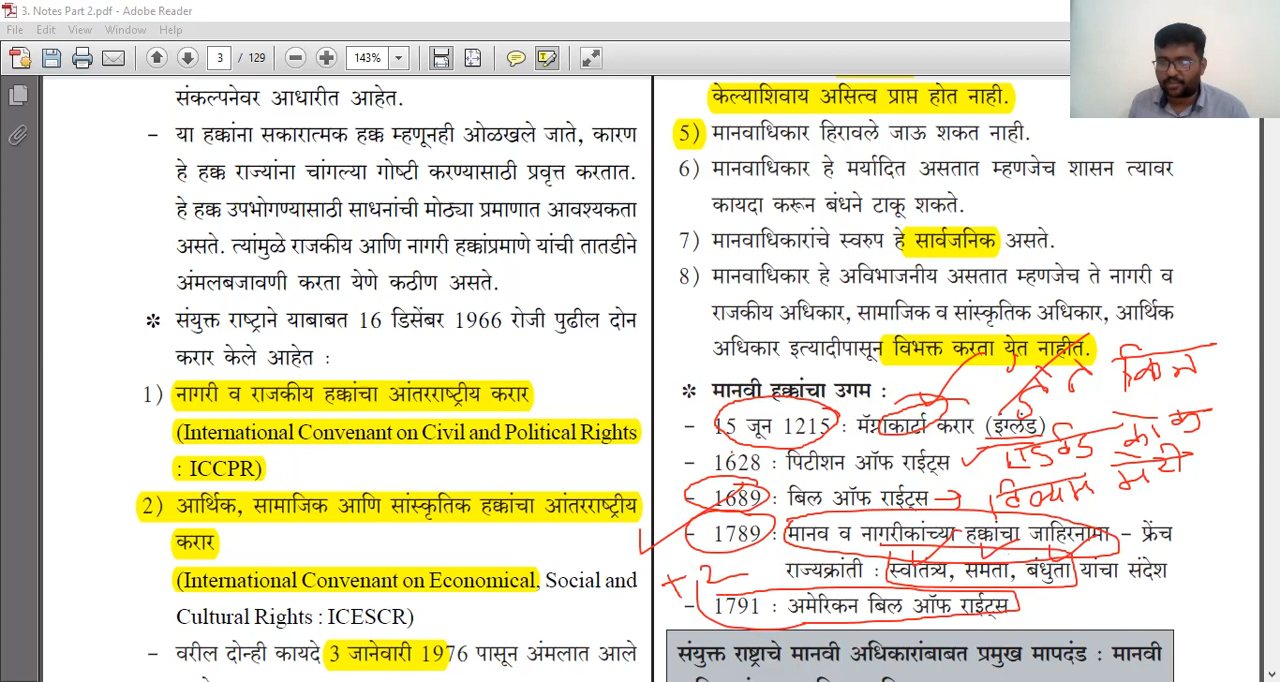 3. Notes Part 2.pdf - Adobe Reader
File Edit View Window Help
3 / 129 143%
संकल्पनेवर आधारीत आहेत.
– या हक्कांना सकारात्मक हक्क म्हणूनही ओळखले जाते, कारण
हे हक्क राज्यांना चांगल्या गोष्टी करण्यासाठी प्रवृत्त करतात.
हे हक्क उपभोगण्यासाठी साधनांची मोठ्या प्रमाणात आवश्यकता
असते. त्यांमुळे राजकीय आणि नागरी हक्कांप्रमाणे यांची तातडीने
अंमलबजावणी करता येणे कठीण असते.
* संयुक्त राष्ट्राने याबाबत 16 डिसेंबर 1966 रोजी पुढील दोन
करार केले आहेत :
1) नागरी व राजकीय हक्कांचा आंतरराष्ट्रीय करार
(International Convenant on Civil and Political Rights
: ICCPR)
2) आर्थिक, सामाजिक आणि सांस्कृतिक हक्कांचा आंतरराष्ट्रीय
करार
(International Convenant on Economical, Social and
Cultural Rights : ICESCR)
– वरील दोन्ही कायदे 3 जानेवारी 1976 पासून अंमलात आले
केल्याशिवाय असित्व प्राप्त होत नाही.
5) मानवाधिकार हिरावले जाऊ शकत नाही.
6) मानवाधिकार हे मर्यादित असतात म्हणजेच शासन त्यावर
कायदा करून बंधने टाकू शकते.
7) मानवाधिकारांचे स्वरुप हे सार्वजनिक असते.
8) मानवाधिकार हे अविभाजनीय असतात म्हणजेच ते नागरी व
राजकीय अधिकार, सामाजिक व सांस्कृतिक अधिकार, आर्थिक
अधिकार इत्यादीपासून विभक्त करता येत नाहीत.
* मानवी हक्कांचा उगम :
– 15 जून 1215 : मॅग्नाकार्टा करार (इंग्लंड)
– 1628 : पिटीशन ऑफ राईट्स
– 1689 : बिल ऑफ राईट्स
– 1789 : मानव व नागरीकांच्या हक्कांचा जाहिरनामा – फ्रेंच
राज्यक्रांती : स्वातंत्र्य, समता, बंधुता यांचा संदेश
– 1791 : अमेरिकन बिल ऑफ राईट्स
संयुक्त राष्ट्राचे मानवी अधिकारांबाबत प्रमुख मापदंड : मानवी